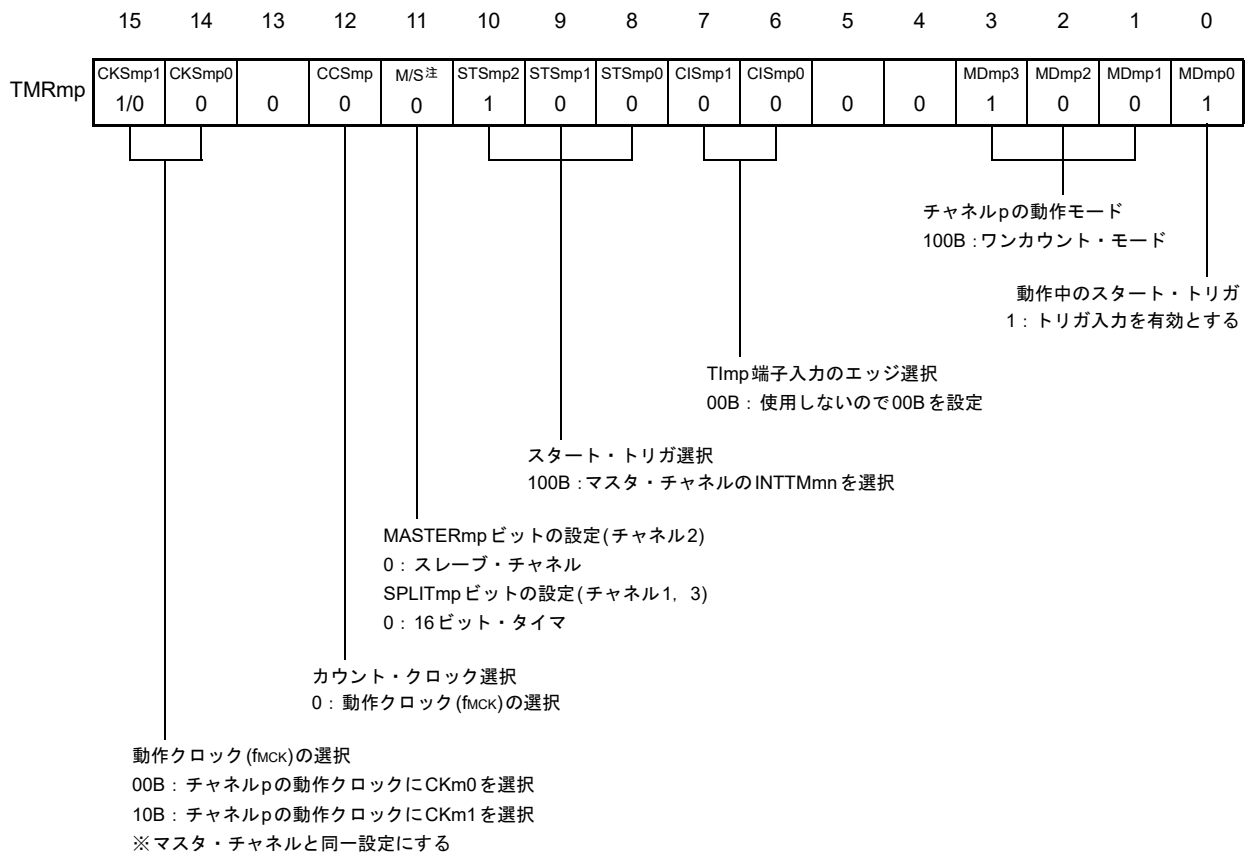 15 14 13 12 11 10 9 8 7 6 5 4 3 2 1 0
TMRmp CKSmp1 CKSmp0 CCSmp M/S注 STSmp2 STSmp1 STSmp0 CISmp1 CISmp0 MDmp3 MDmp2 MDmp1 MDmp0
1/0 0 0 0 0 1 0 0 0 0 0 0 1 0 0 1
チャネルpの動作モード
100B：ワンカウント・モード
動作中のスタート・トリガ
1：トリガ入力を有効とする
TImp端子入力のエッジ選択
00B：使用しないので00Bを設定
スタート・トリガ選択
100B：マスタ・チャネルのINTTMmnを選択
MASTERmpビットの設定(チャネル2)
0：スレーブ・チャネル
SPLITmpビットの設定(チャネル1，3)
0：16ビット・タイマ
カウント・クロック選択
0：動作クロック(fMCK)の選択
動作クロック(fMCK)の選択
00B：チャネルpの動作クロックにCKm0を選択
10B：チャネルpの動作クロックにCKm1を選択
※マスタ・チャネルと同一設定にする